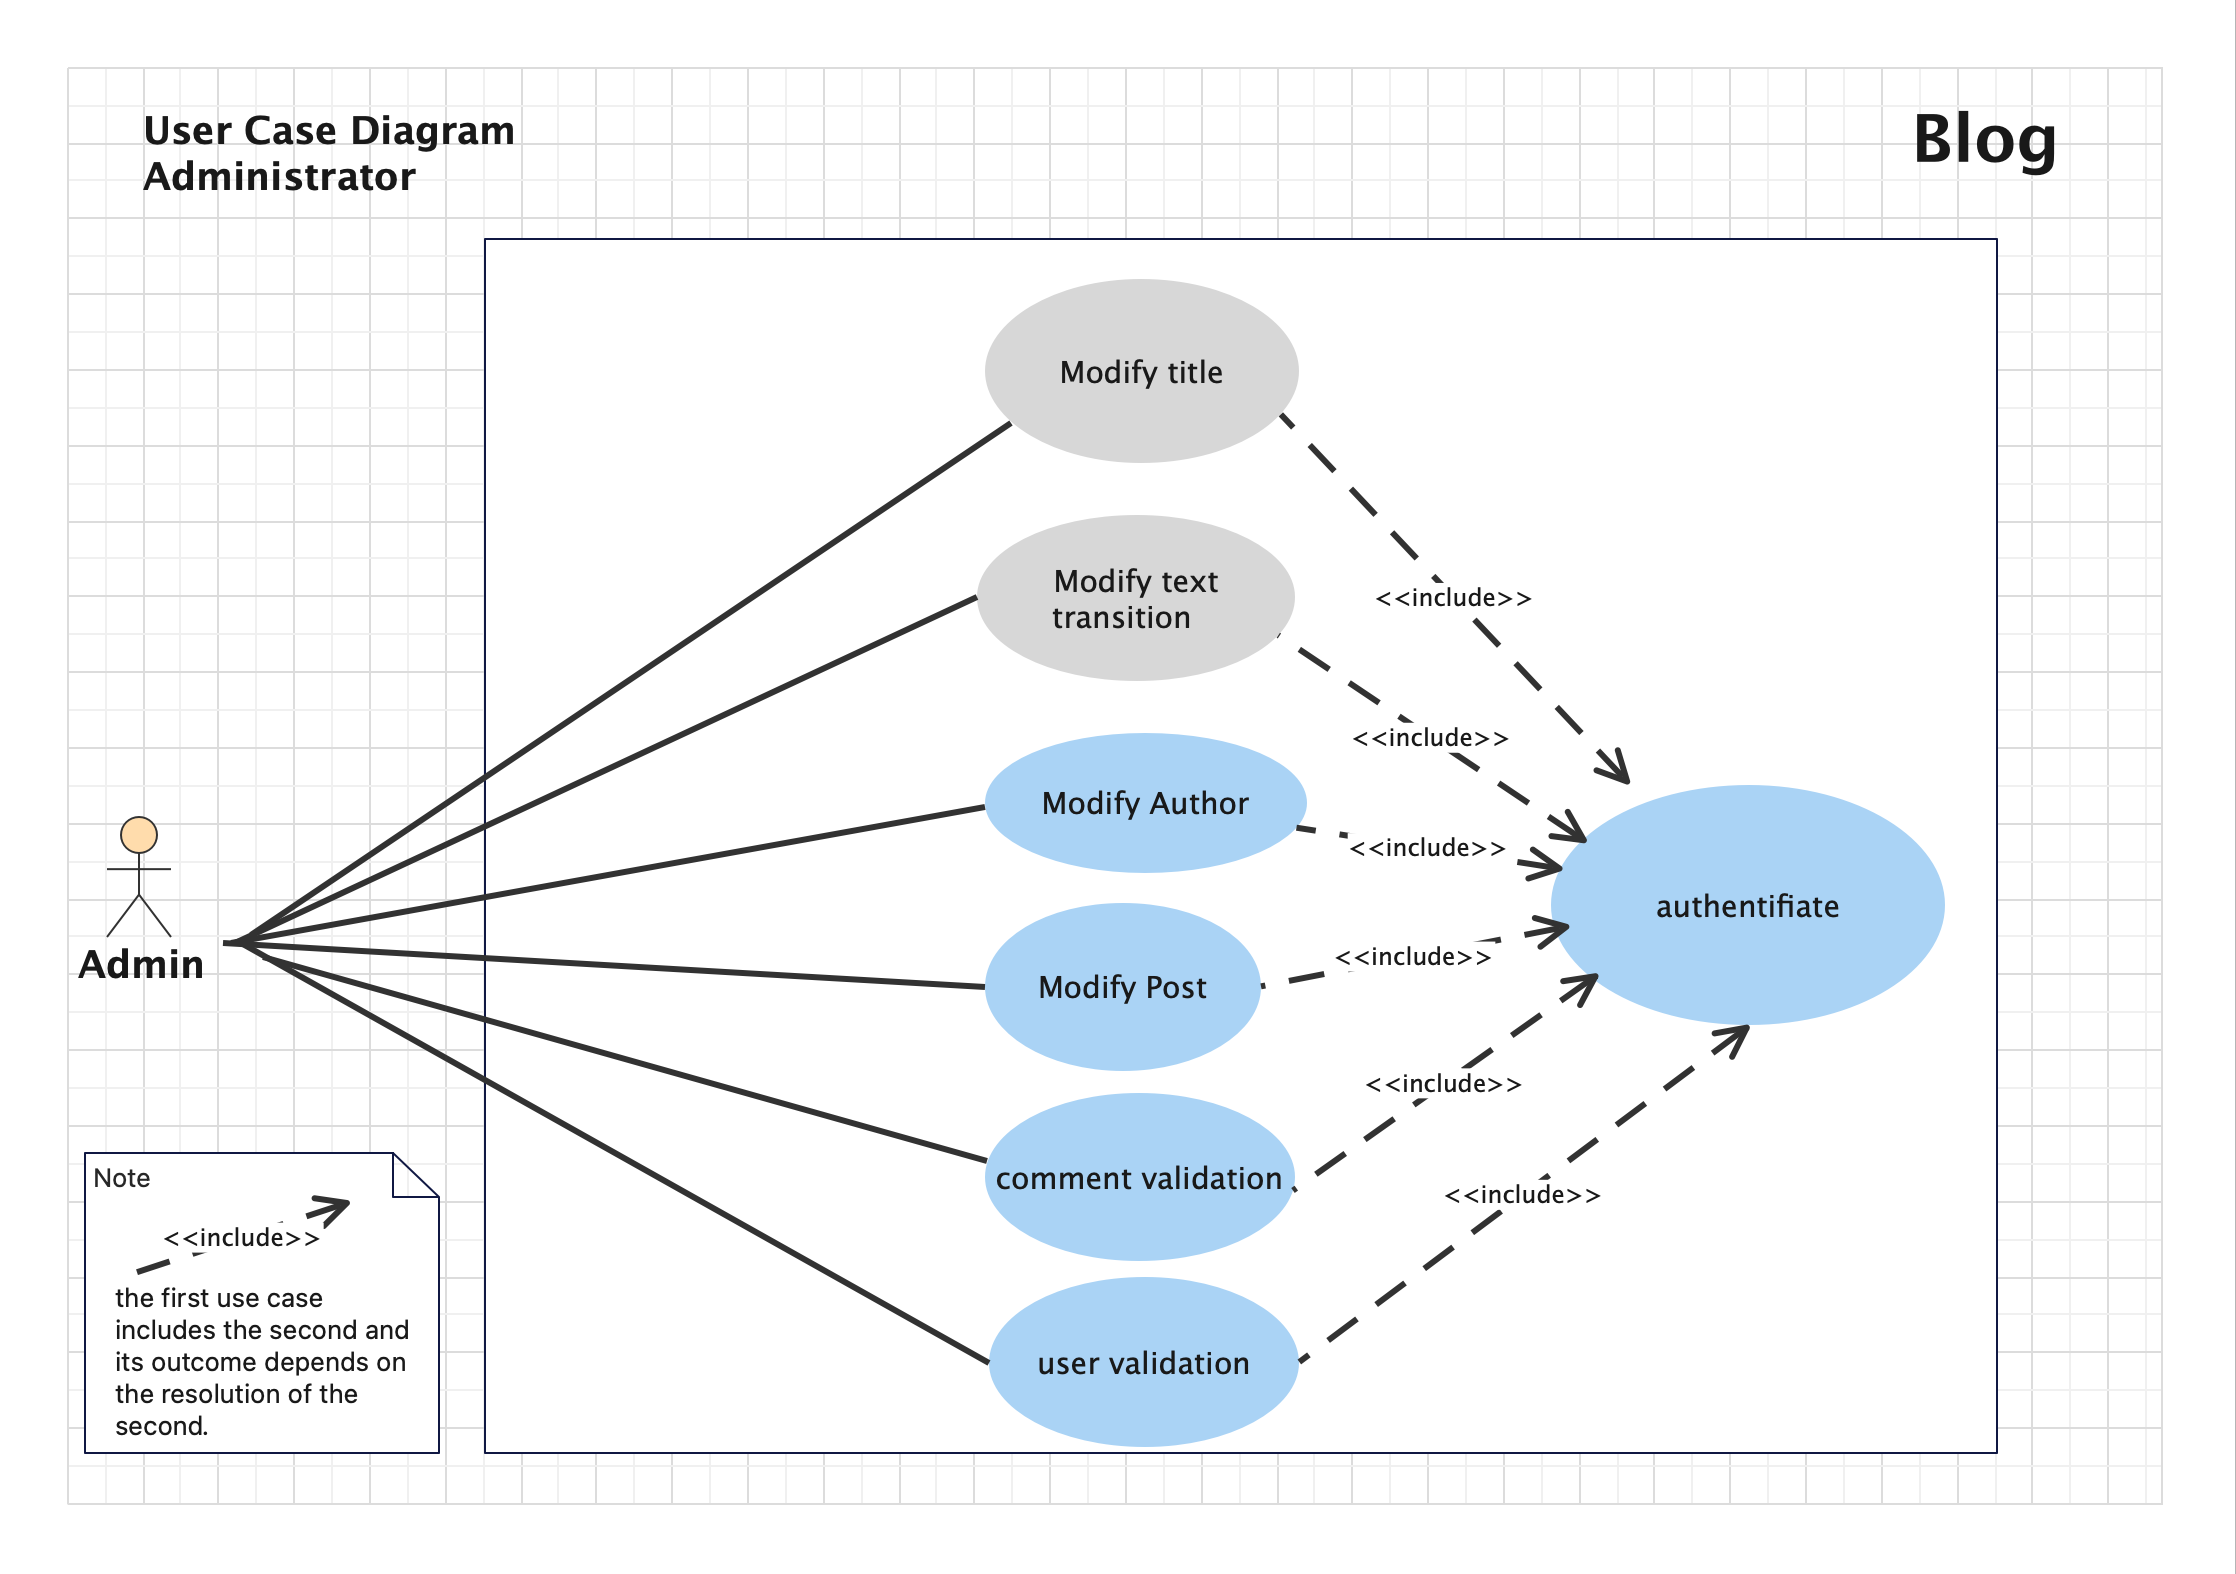 User Case Diagram
Administrator
Blog
Modify title
Modify text
transition
<<include>>
<<include>>
Modify Author
<<include>>
authentifiate
Admin
<<include>>
Modify Post
<<include>>
comment validation
<<include>>
user validation
Note
<<include>>
the first use case
includes the second and
its outcome depends on
the resolution of the
second.